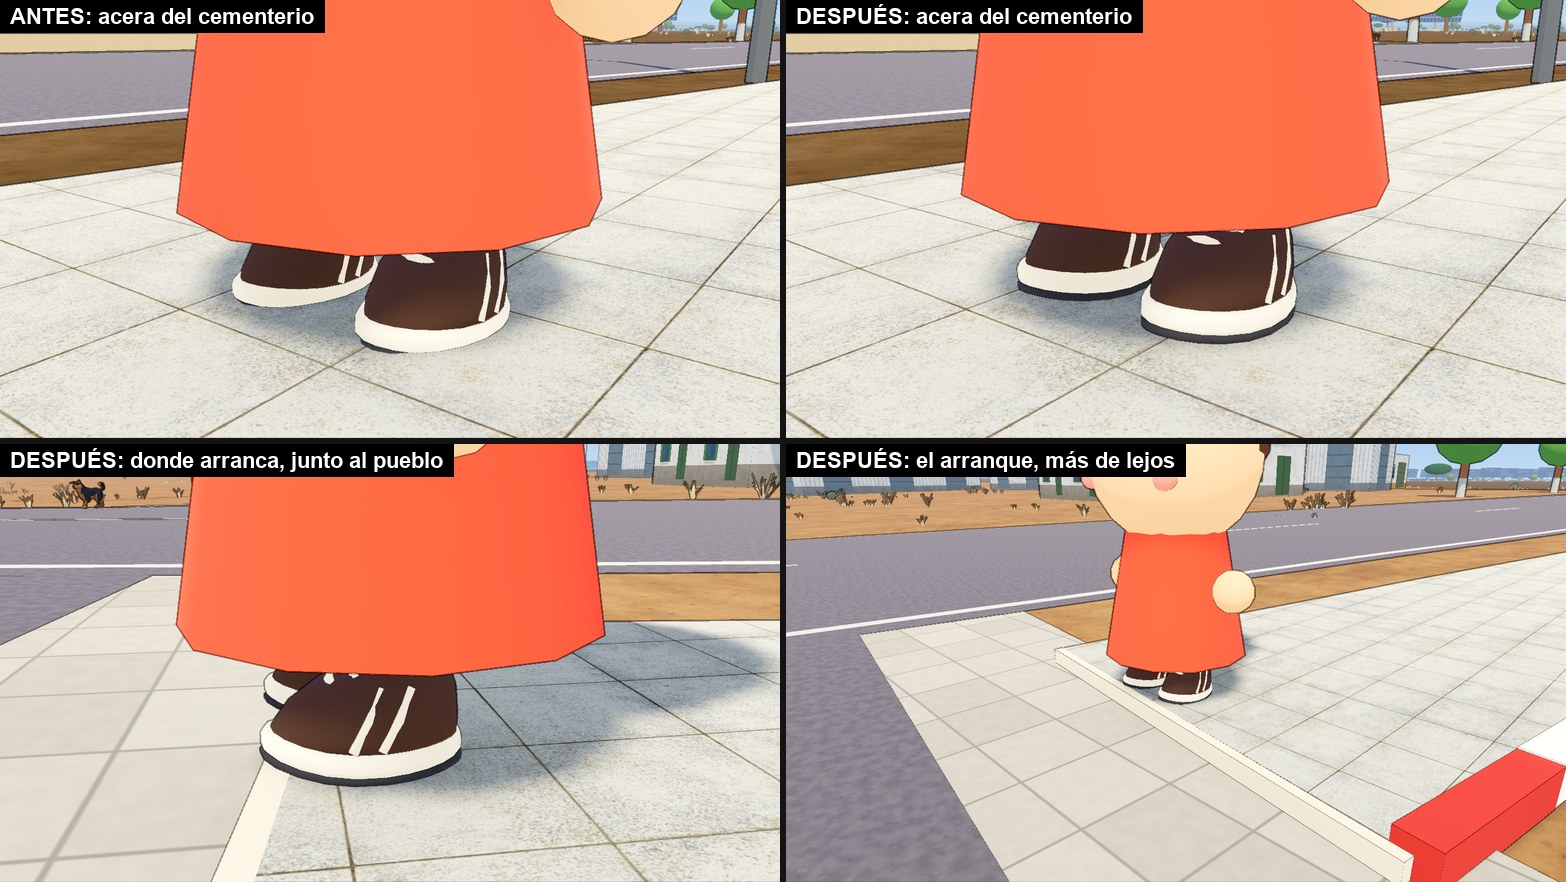 ANTES: acera del cementerio
DESPUÉS: acera del cementerio
DESPUÉS: donde arranca, junto al pueblo
DESPUÉS: el arranque, más de lejos